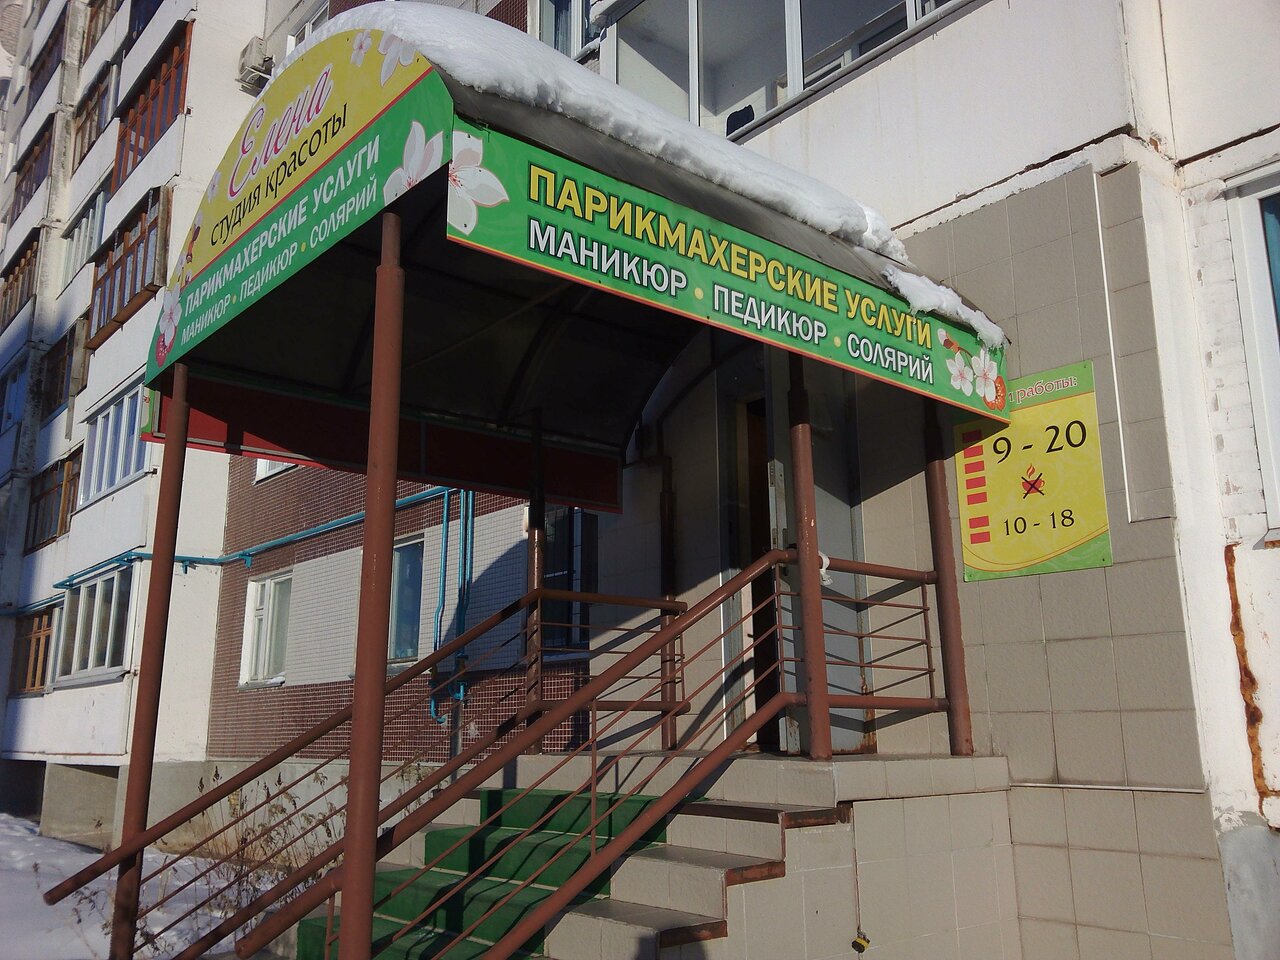 Елена
студия красоты
ПАРИКМАХЕРСКИЕ УСЛУГИ
МАНИКЮР • ПЕДИКЮР • СОЛЯРИЙ
ПАРИКМАХЕРСКИЕ УСЛУГИ
МАНИКЮР • ПЕДИКЮР • СОЛЯРИЙ
работы:
9 - 20
10 - 18